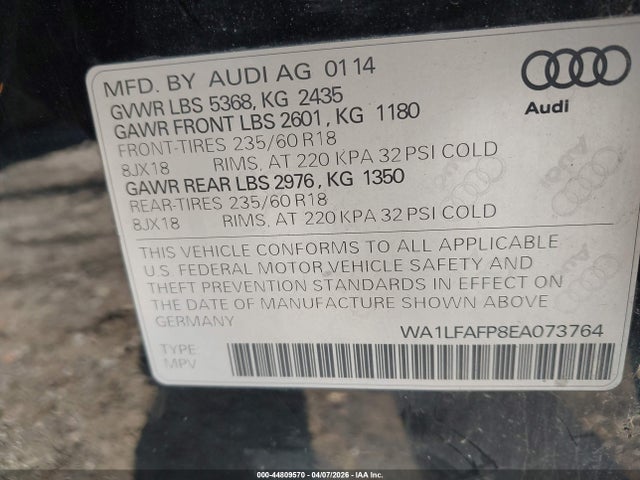 MFD. BY AUDI AG 01 14
GVWR LBS 5368, KG 2435
GAWR FRONT LBS 2601, KG 1180
FRONT-TIRES 235/60 R18
8JX18 RIMS, AT 220 KPA 32 PSI COLD
GAWR REAR LBS 2976, KG 1350
REAR-TIRES 235/60 R18
8JX18 RIMS, AT 220 KPA 32 PSI COLD
Audi
THIS VEHICLE CONFORMS TO ALL APPLICABLE
U.S. FEDERAL MOTOR VEHICLE SAFETY AND
THEFT PREVENTION STANDARDS IN EFFECT ON
THE DATE OF MANUFACTURE SHOWN ABOVE
GERMANY
WA1LFAFP8EA073764
TYPE
MPV
000-44809570 - 04/07/2026 - IAA Inc.